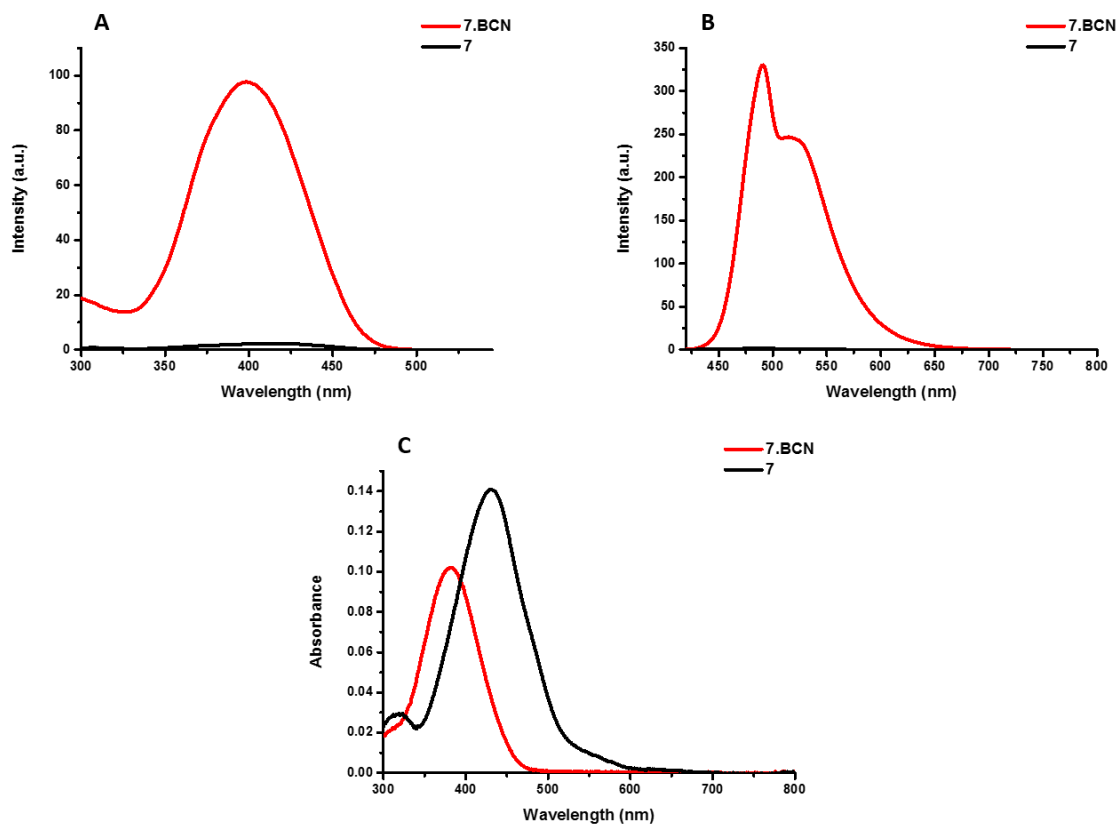 A
7.BCN
7
100
80
60
40
20
0
Intensity (a.u.)
300 350 400 450 500
Wavelength (nm)
B
7.BCN
7
350
300
250
200
150
100
50
0
Intensity (a.u.)
450 500 550 600 650 700 750 800
Wavelength (nm)
C
7.BCN
7
0.14
0.12
0.10
0.08
0.06
0.04
0.02
0.00
Absorbance
300 400 500 600 700 800
Wavelength (nm)